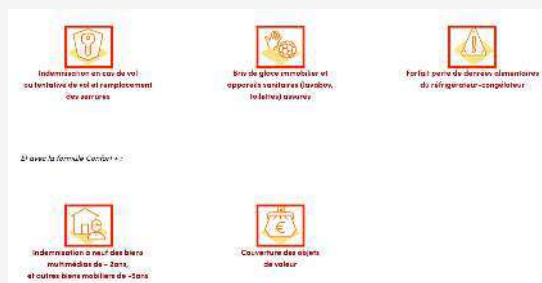 Indemnisation en cas de vol
ou tentative de vol et remplacement
des serrures
Bris de glace immobilier et
appareils sanitaires (lavabos,
toilettes) assurés
Forfait perte de denrées alimentaires
du réfrigérateur-congélateur
Et avec la formule Confort + :
Indemnisation à neuf des biens
multimédias de - 2ans,
et autres biens mobiliers de -5ans
Couverture des objets
de valeur
€